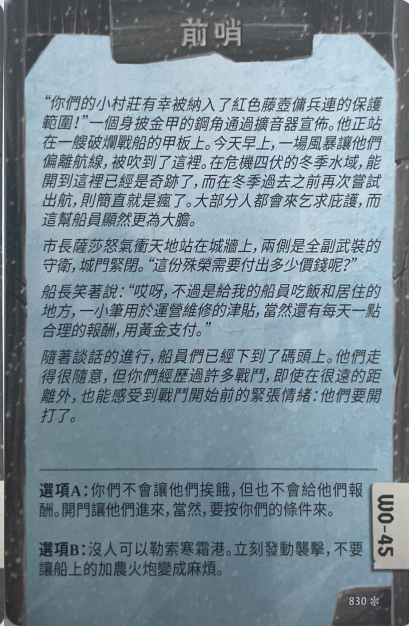 前哨
“你們的小村莊有幸被納入了紅色藤壺傭兵連的保護
範圍!”一個身披金甲的鋼角通過擴音器宣佈。他正站
在一艘破爛戰船的甲板上。今天早上,一場風暴讓他們
偏離航線,被吹到了這裡。在危機四伏的冬季水域,能
開到這裡已經是奇跡了,而在冬季過去之前再次嘗試
出航,則簡直就是瘋了。大部分人都會來乞求庇護,而
這幫船員顯然更為大膽。
市長薩莎怒氣衝天地站在城牆上,兩側是全副武裝的
守衛,城門緊閉。“這份殊榮需要付出多少價錢呢?”
船長笑著說:“哎呀,不過是給我的船員吃飯和居住的
地方,一小筆用於運營維修的津貼,當然還有每天一點
合理的報酬,用黃金支付。”
隨著談話的進行,船員們已經下到了碼頭上。他們走
得很隨意,但你們經歷過許多戰鬥,即使在很遠的距
離外,也能感受到戰鬥開始前的緊張情緒:他們要開
打了。
選項A:你們不會讓他們挨餓,但也不會給他們報
酬。開門讓他們進來,當然,要按你們的條件來。
選項B:沒人可以勒索寒霜港。立刻發動襲擊,不要
讓船上的加農火炮變成麻煩。
WO-45
830